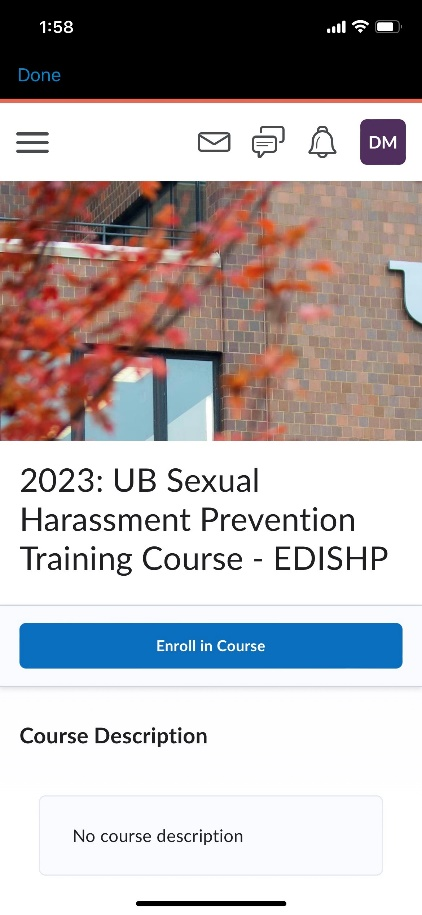 1:58
Done
DM
2023: UB Sexual
Harassment Prevention
Training Course - EDISHP
Enroll in Course
Course Description
No course description